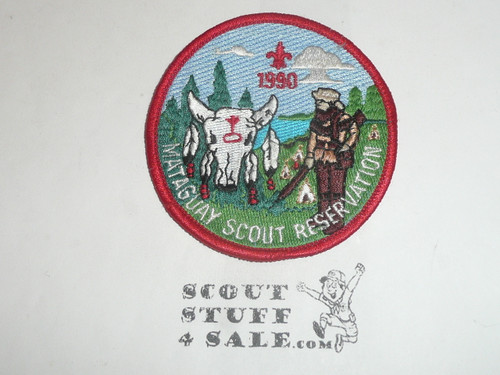 1990
MATAGUAY SCOUT RESERVATION
SCOUT
STUFF
4 SALE.COM